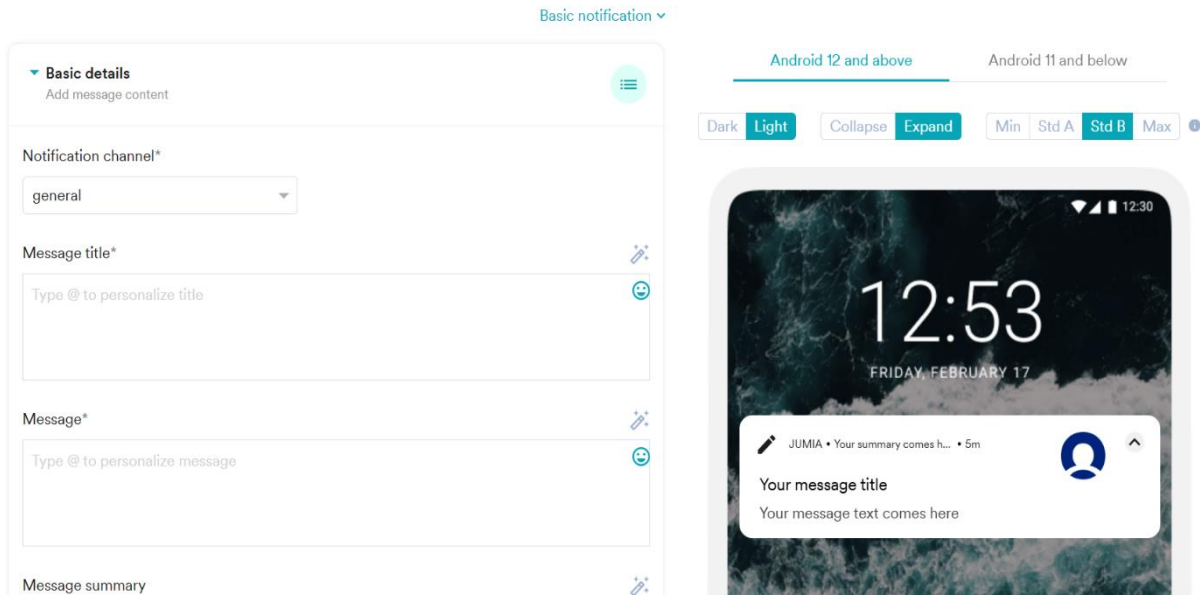 Basic notification
Basic details
Add message content
Notification channel*
general
Message title*
Type @ to personalize title
Message*
Type @ to personalize message
Message summary
Android 12 and above
Android 11 and below
Dark Light
Collapse Expand
Min Std A Std B Max
12:30
12:53
FRIDAY, FEBRUARY 17
JUMIA • Your summary comes h... • 5m
Your message title
Your message text comes here